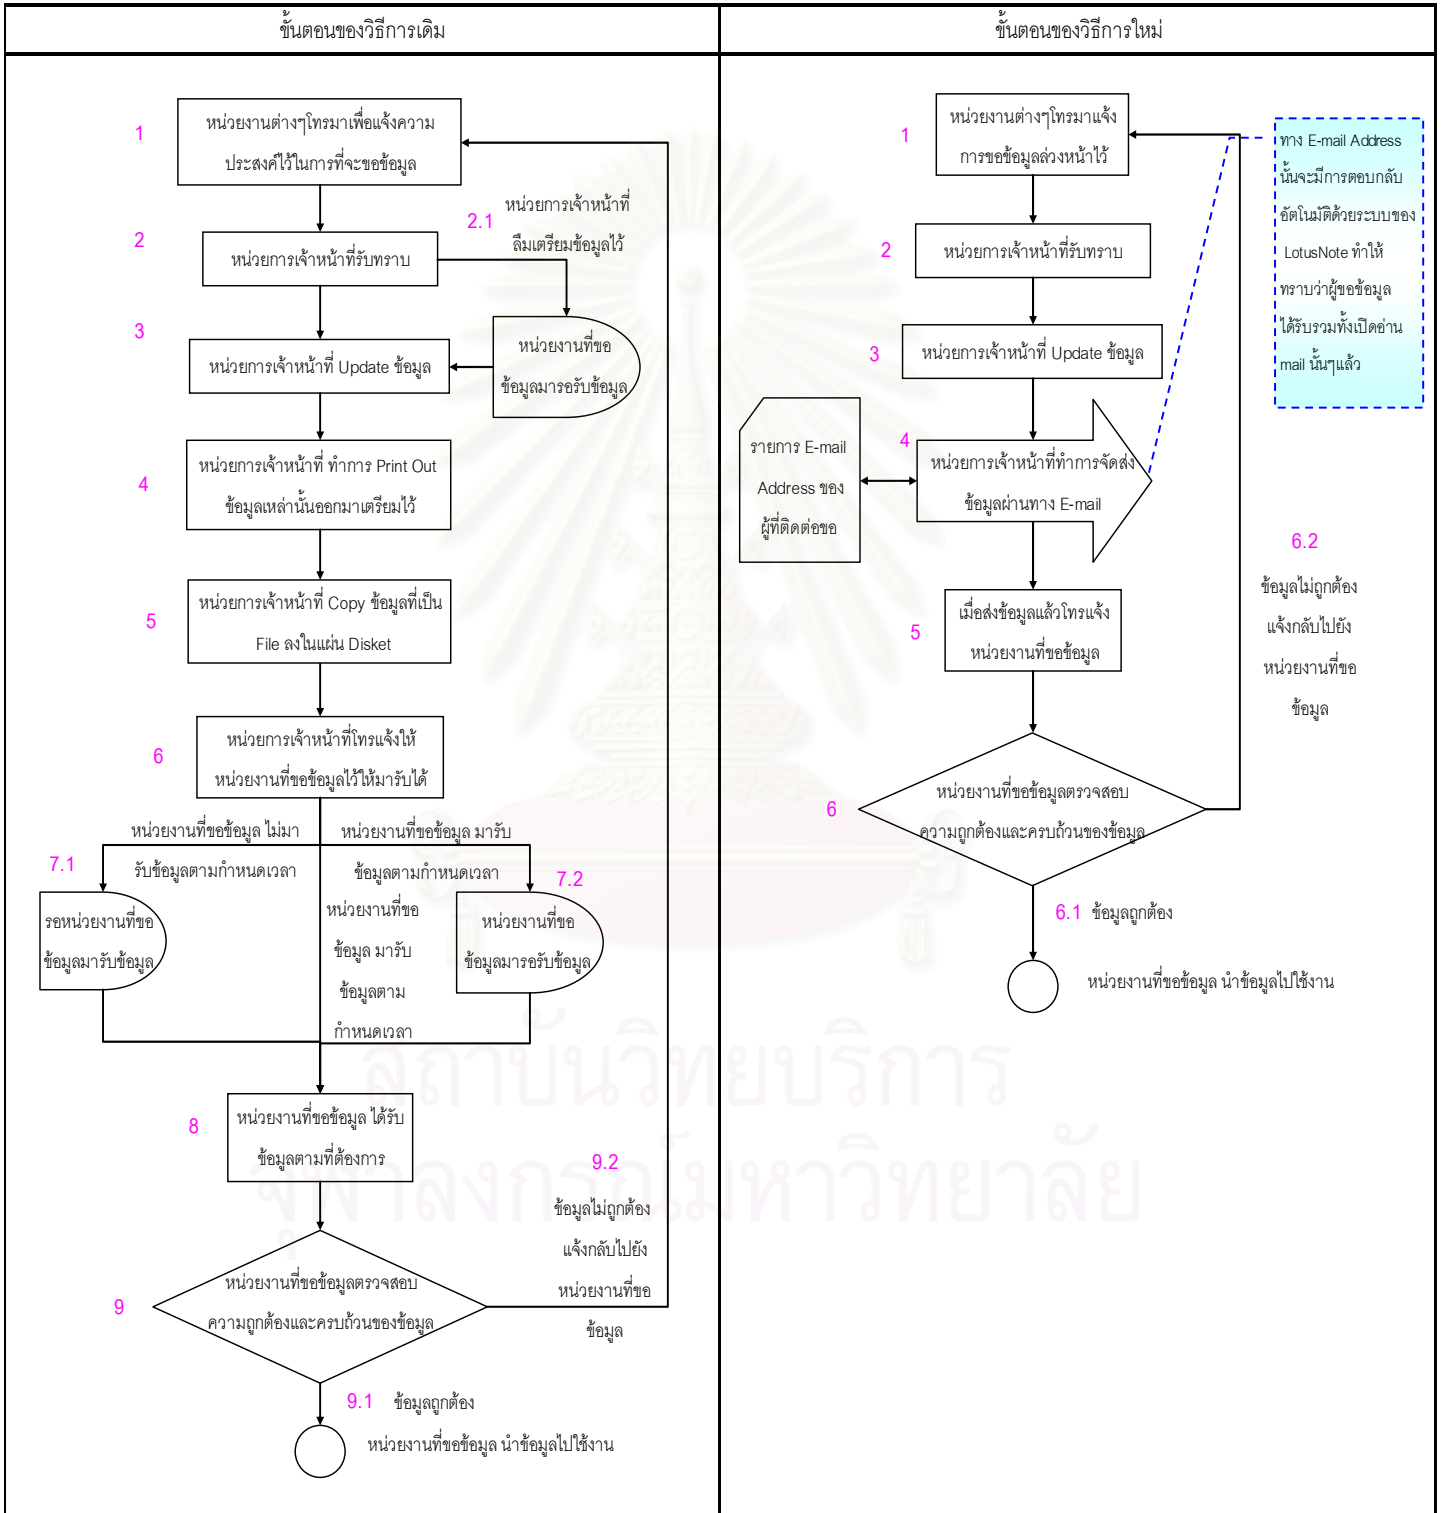 ขั้นตอนของวิธีการเดิม
1
หน่วยงานต่างๆโทรมาเพื่อแจ้งความ
ประสงค์ไว้ในการที่จะขอข้อมูล
2
หน่วยการเจ้าหน้าที่รับทราบ
2.1
หน่วยการเจ้าหน้าที่
ลืมเตรียมข้อมูลไว้
หน่วยงานที่ขอ
ข้อมูลมารอรับข้อมูล
3
หน่วยการเจ้าหน้าที่ Update ข้อมูล
4
หน่วยการเจ้าหน้าที่ ทำการ Print Out
ข้อมูลเหล่านั้นออกมาเตรียมไว้
5
หน่วยการเจ้าหน้าที่ Copy ข้อมูลที่เป็น
File ลงในแผ่น Disket
6
หน่วยการเจ้าหน้าที่โทรแจ้งให้
หน่วยงานที่ขอข้อมูลไว้ให้มารับได้
หน่วยงานที่ขอข้อมูล ไม่มา
รับข้อมูลตามกำหนดเวลา
7.1
รอหน่วยงานที่ขอ
ข้อมูลมารับข้อมูล
หน่วยงานที่ขอข้อมูล มารับ
ข้อมูลตามกำหนดเวลา
7.2
หน่วยงานที่ขอ
ข้อมูล มารับ
ข้อมูลตาม
กำหนดเวลา
หน่วยงานที่ขอ
ข้อมูลมารอรับข้อมูล
8
หน่วยงานที่ขอข้อมูล ได้รับ
ข้อมูลตามที่ต้องการ
9
หน่วยงานที่ขอข้อมูลตรวจสอบ
ความถูกต้องและครบถ้วนของข้อมูล
9.2
ข้อมูลไม่ถูกต้อง
แจ้งกลับไปยัง
หน่วยงานที่ขอ
ข้อมูล
9.1 ข้อมูลถูกต้อง
หน่วยงานที่ขอข้อมูล นำข้อมูลไปใช้งาน
ขั้นตอนของวิธีการใหม่
1
หน่วยงานต่างๆโทรมาแจ้ง
การขอข้อมูลล่วงหน้าไว้
2
หน่วยการเจ้าหน้าที่รับทราบ
3
หน่วยการเจ้าหน้าที่ Update ข้อมูล
รายการ E-mail
Address ของ
ผู้ที่ติดต่อขอ
4
หน่วยการเจ้าหน้าที่ทำการจัดส่ง
ข้อมูลผ่านทาง E-mail
ทาง E-mail Address
นั้นจะมีการตอบกลับ
อัตโนมัติด้วยระบบของ
LotusNote ทำให้
ทราบว่าผู้ขอข้อมูล
ได้รับรวมทั้งเปิดอ่าน
mail นั้นๆแล้ว
5
เมื่อส่งข้อมูลแล้วโทรแจ้ง
หน่วยงานที่ขอข้อมูล
6
หน่วยงานที่ขอข้อมูลตรวจสอบ
ความถูกต้องและครบถ้วนของข้อมูล
6.2
ข้อมูลไม่ถูกต้อง
แจ้งกลับไปยัง
หน่วยงานที่ขอ
ข้อมูล
6.1 ข้อมูลถูกต้อง
หน่วยงานที่ขอข้อมูล นำข้อมูลไปใช้งาน
สถาบันวิทยบริการ
จุฬาลงกรณ์มหาวิทยาลัย